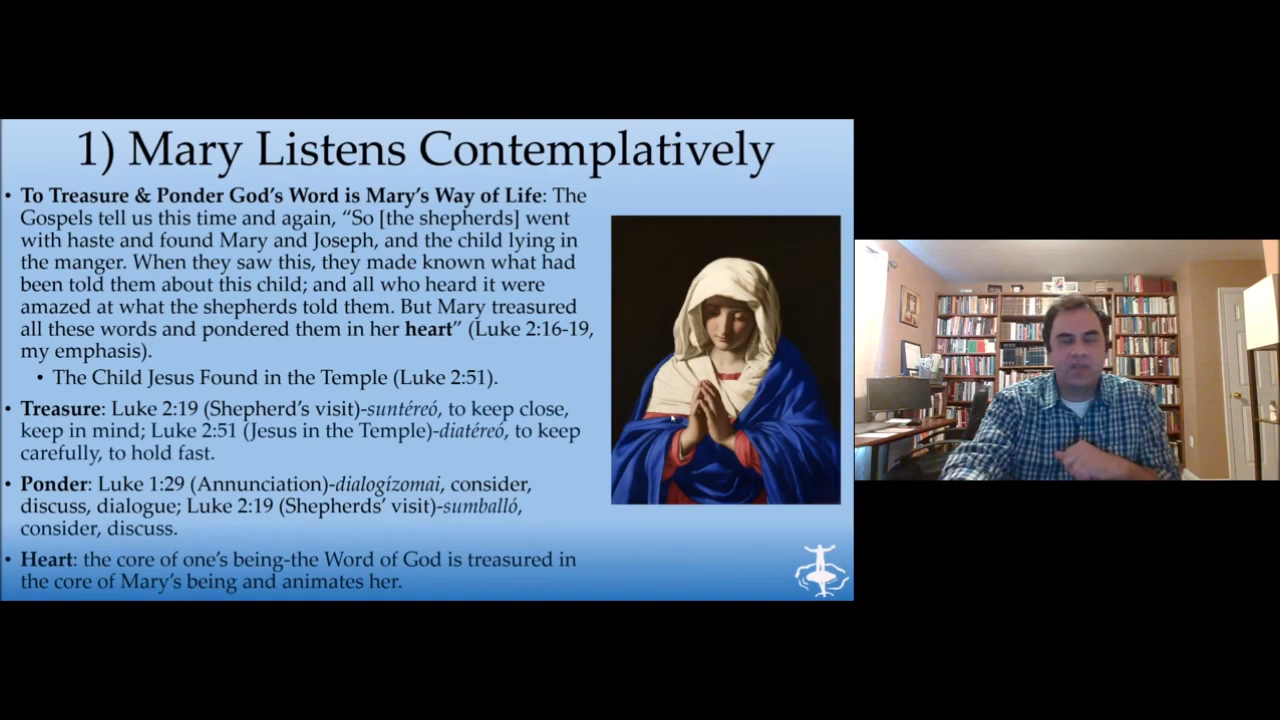 1) Mary Listens Contemplatively
• To Treasure & Ponder God's Word is Mary's Way of Life: The
Gospels tell us this time and again, “So [the shepherds] went
with haste and found Mary and Joseph, and the child lying in
the manger. When they saw this, they made known what had
been told them about this child; and all who heard it were
amazed at what the shepherds told them. But Mary treasured
all these words and pondered them in her heart” (Luke 2:16-19,
my emphasis).
• The Child Jesus Found in the Temple (Luke 2:51).
• Treasure: Luke 2:19 (Shepherd's visit)-suntéreó, to keep close,
keep in mind; Luke 2:51 (Jesus in the Temple)-diatéreó, to keep
carefully, to hold fast.
• Ponder: Luke 1:29 (Annunciation)-dialogízomai, consider,
discuss, dialogue; Luke 2:19 (Shepherds' visit)-sumballó,
consider, discuss.
• Heart: the core of one's being-the Word of God is treasured in
the core of Mary's being and animates her.